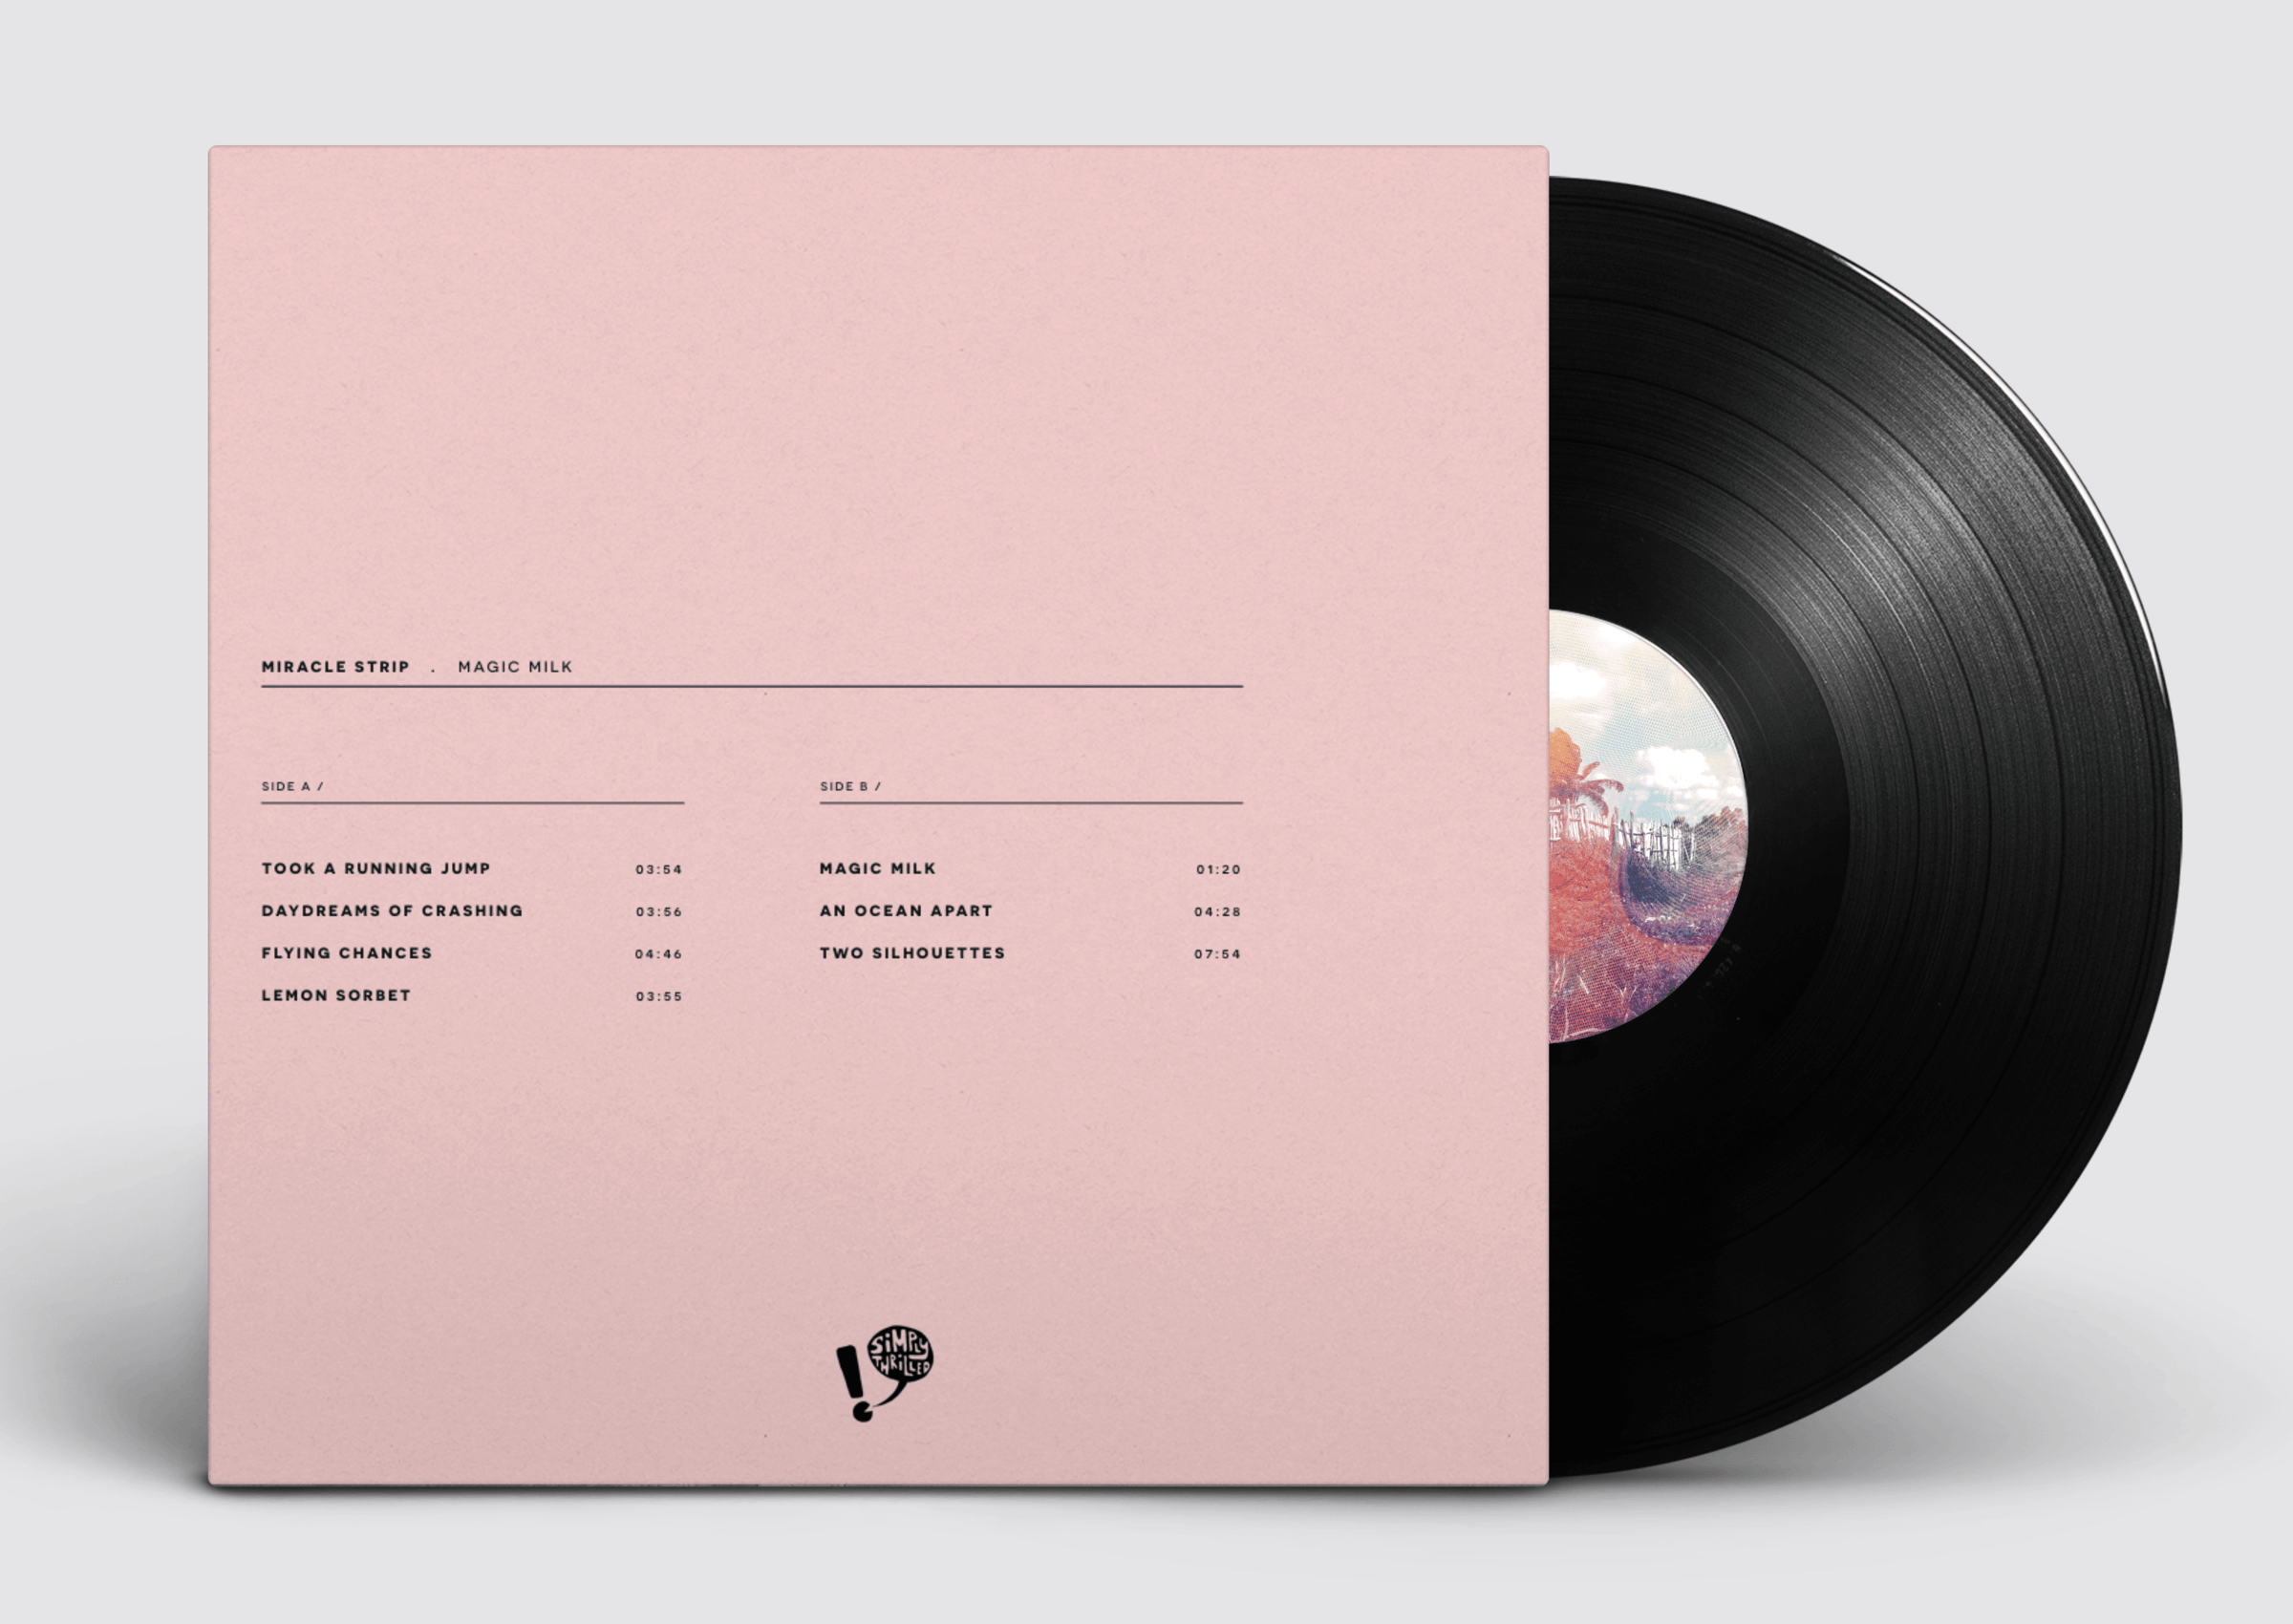 MIRACLE STRIP . MAGIC MILK
SIDE A /
TOOK A RUNNING JUMP 03:54
DAYDREAMS OF CRASHING 03:56
FLYING CHANCES 04:46
LEMON SORBET 03:55
SIDE B /
MAGIC MILK 01:20
AN OCEAN APART 04:28
TWO SILHOUETTES 07:54
SiMPLY
THRiLLED
!